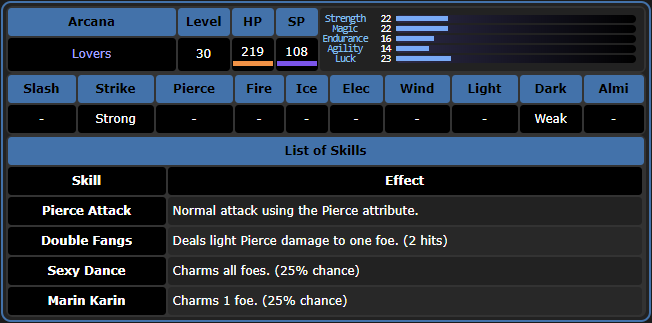 Arcana Level HP SP
Lovers 30 219 108
Strength 22
Magic 22
Endurance 16
Agility 14
Luck 23
Slash Strike Pierce Fire Ice Elec Wind Light Dark Almi
- Strong - - - - - - Weak -
List of Skills
Skill Effect
Pierce Attack Normal attack using the Pierce attribute.
Double Fangs Deals light Pierce damage to one foe. (2 hits)
Sexy Dance Charms all foes. (25% chance)
Marin Karin Charms 1 foe. (25% chance)